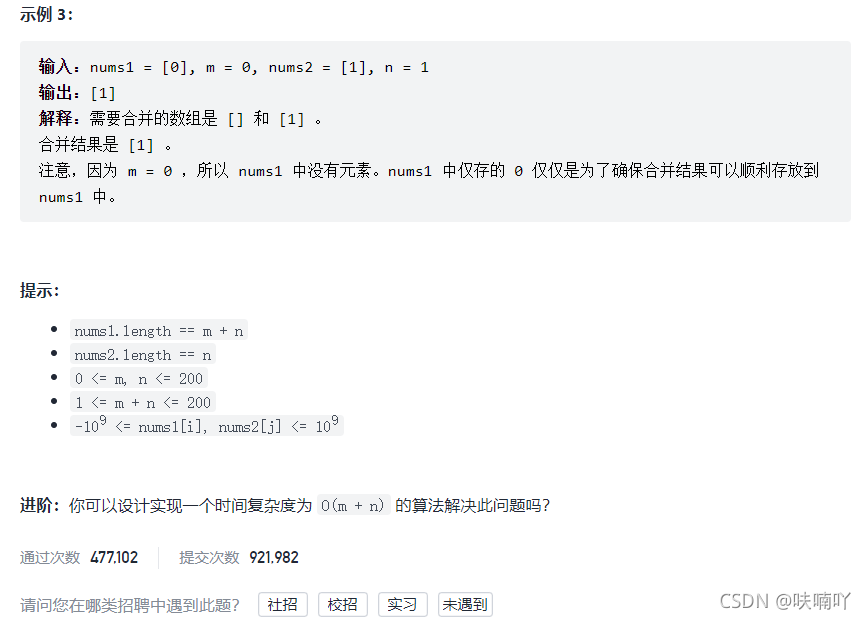 示例 3：
输入：nums1 = [0], m = 0, nums2 = [1], n = 1
输出：[1]
解释：需要合并的数组是 [] 和 [1] 。
合并结果是 [1] 。
注意，因为 m = 0 ，所以 nums1 中没有元素。nums1 中仅存的 0 仅仅是为了确保合并结果可以顺利存放到
nums1 中。
提示：
• nums1.length == m + n
• nums2.length == n
• 0 <= m, n <= 200
• 1 <= m + n <= 200
• -10⁹ <= nums1[i], nums2[j] <= 10⁹
进阶：你可以设计实现一个时间复杂度为 O(m + n) 的算法解决此问题吗？
通过次数 477,102 提交次数 921,982
请问您在哪类招聘中遇到此题？ 社招 校招 实习 未遇到
CSDN @呋喃吖